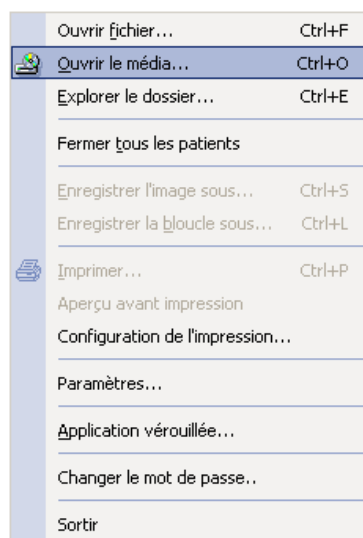 Ouvrir fichier... Ctrl+F
Ouvrir le média... Ctrl+O
Explorer le dossier... Ctrl+E
Fermer tous les patients
Enregistrer l'image sous... Ctrl+S
Enregistrer la bloucle sous... Ctrl+L
Imprimer... Ctrl+P
Aperçu avant impression
Configuration de l'impression...
Paramètres...
Application vérouillée...
Changer le mot de passe..
Sortir